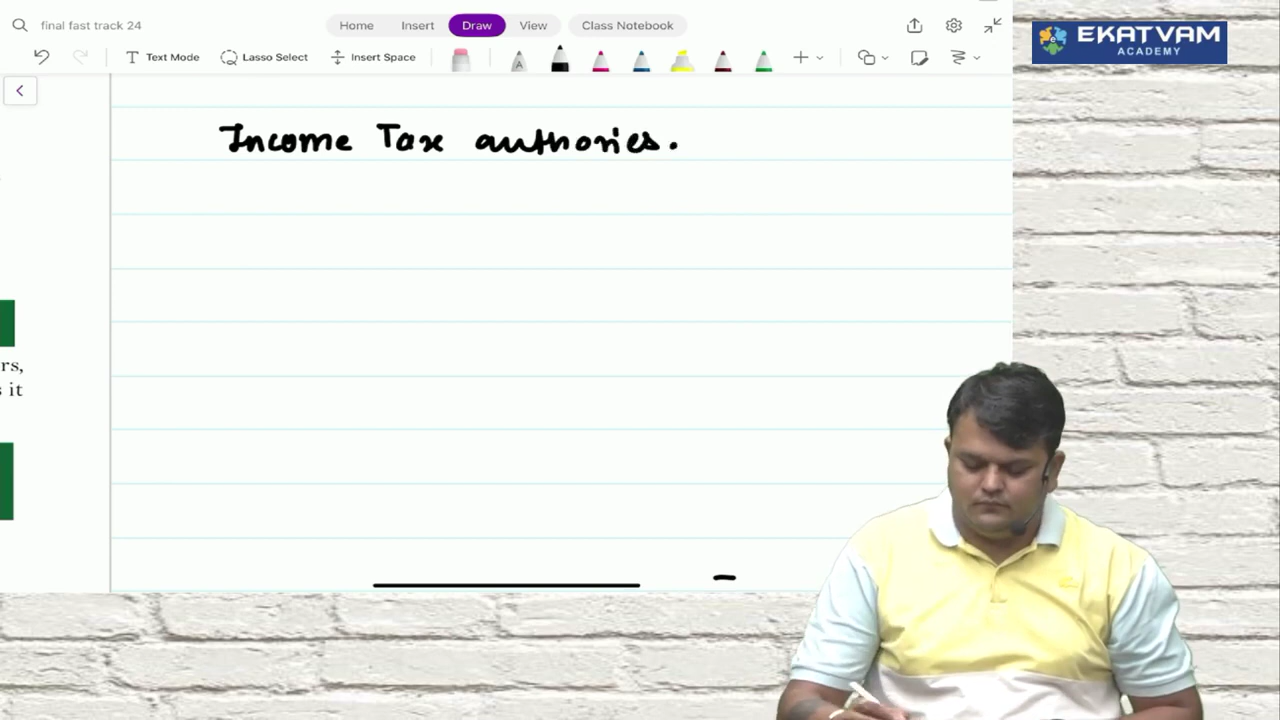 final fast track 24
Home Insert Draw View Class Notebook
EKATVAM
ACADEMY
Text Mode Lasso Select Insert Space
A
Income Tax authories.
rs,
s it